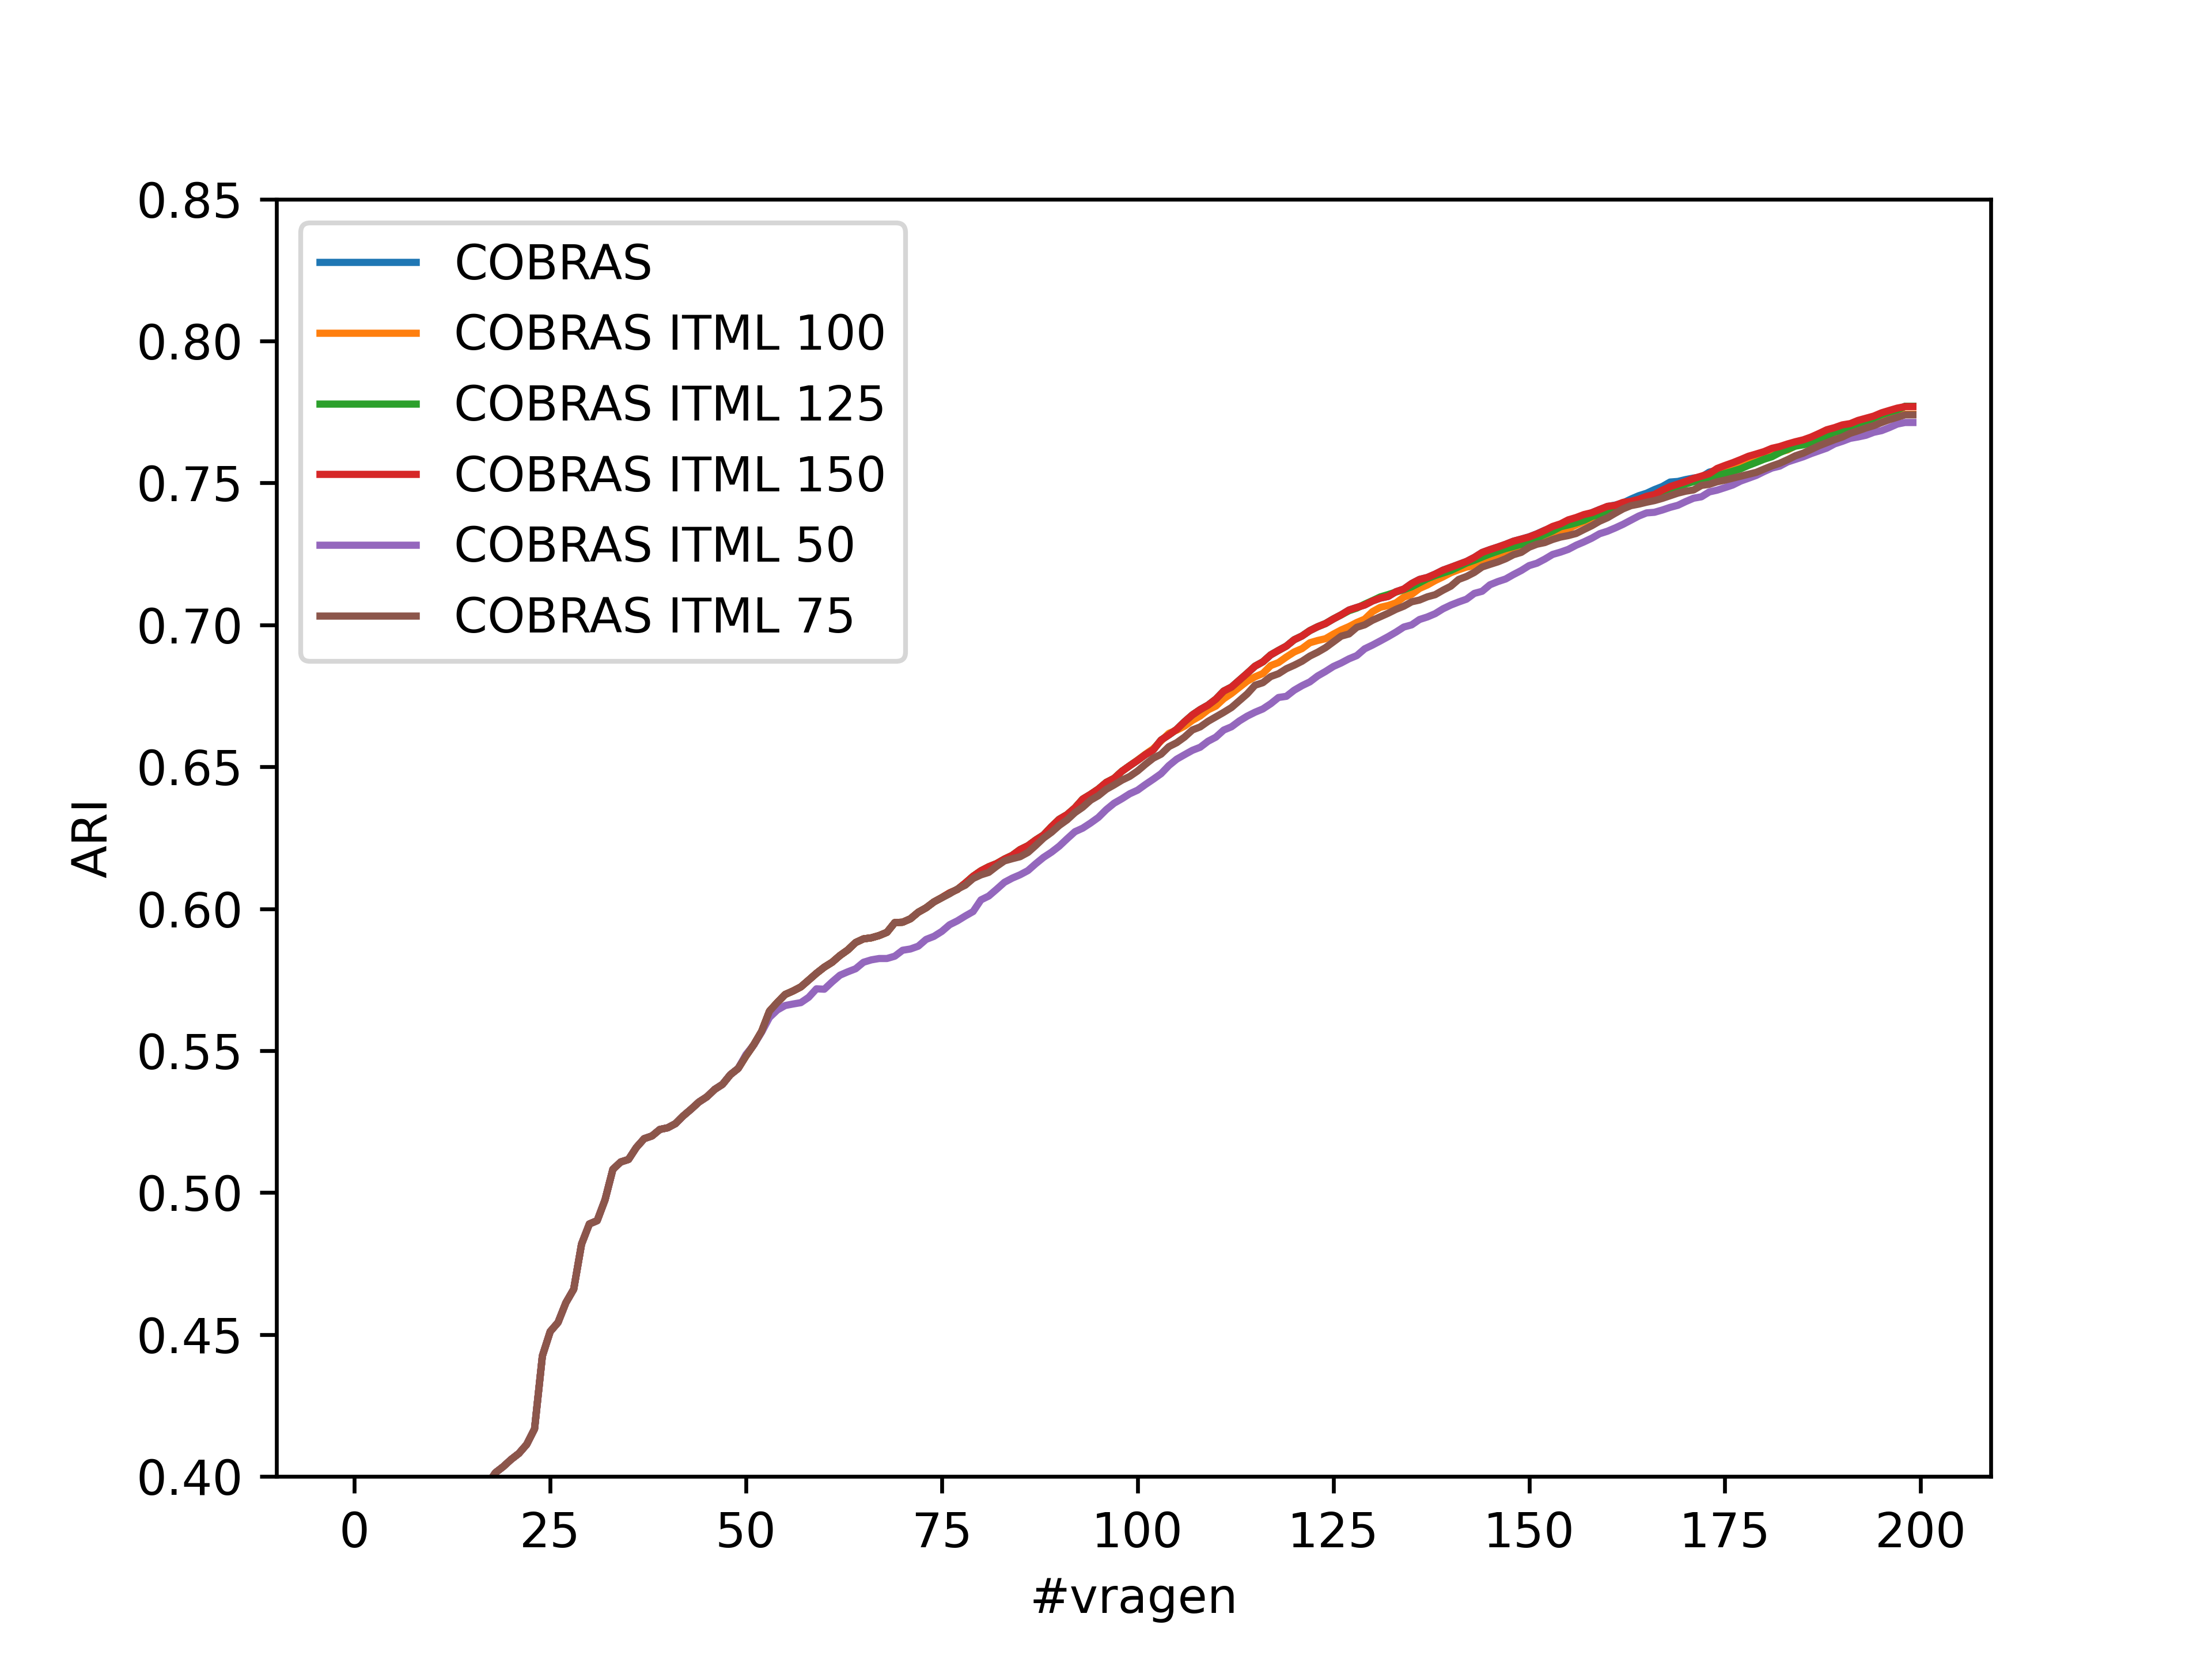 0.85
0.80
0.75
0.70
0.65
0.60
0.55
0.50
0.45
0.40
ARI
COBRAS
COBRAS ITML 100
COBRAS ITML 125
COBRAS ITML 150
COBRAS ITML 50
COBRAS ITML 75
0 25 50 75 100 125 150 175 200
#vragen